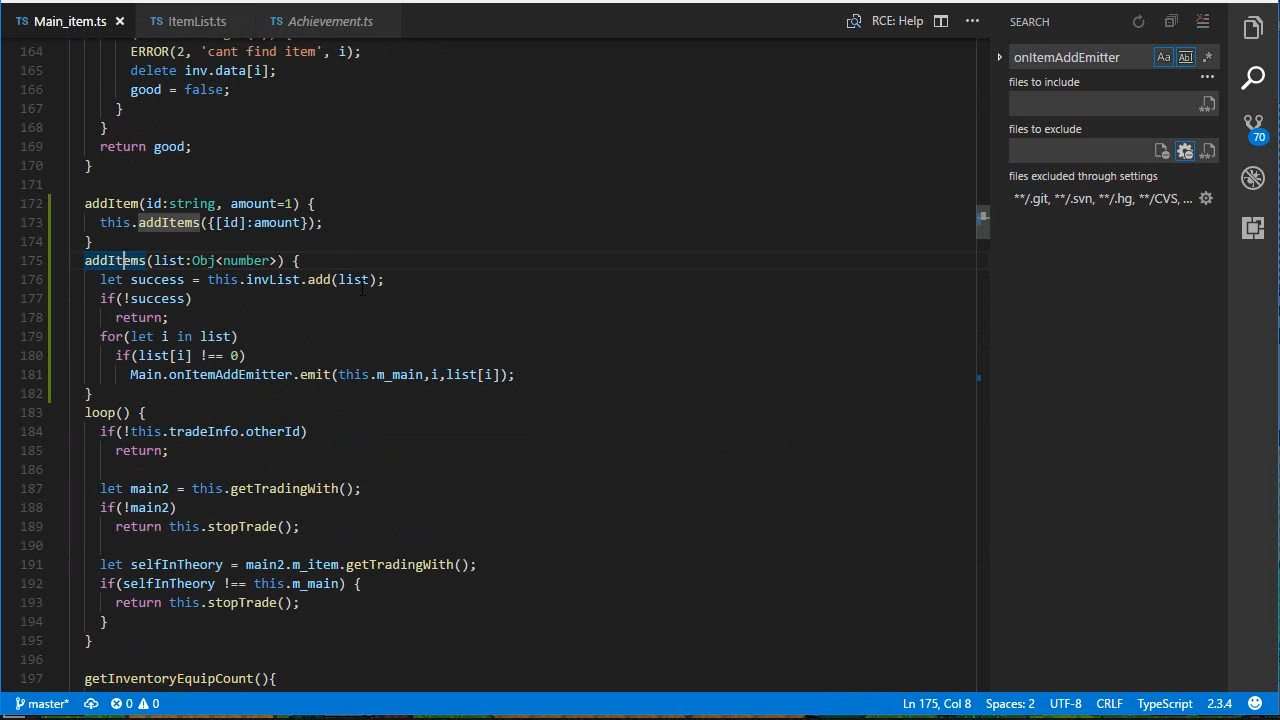 Main_item.ts
ItemList.ts
Achievement.ts
RCE: Help
SEARCH
164 ERROR(2, 'cant find item', i);
165 delete inv.data[i];
166 good = false;
167 }
168 }
169 return good;
170 }
171
172 addItem(id:string, amount=1) {
173 this.addItems({[id]:amount});
174 }
175 addItems(list:Obj<number>) {
176 let success = this.invList.add(list);
177 if(!success)
178 return;
179 for(let i in list)
180 if(list[i] !== 0)
181 Main.onItemAddEmitter.emit(this.m_main,i,list[i]);
182 }
183 loop() {
184 if(!this.tradeInfo.otherId)
185 return;
186
187 let main2 = this.getTradingWith();
188 if(!main2)
189 return this.stopTrade();
190
191 let selfInTheory = main2.m_item.getTradingWith();
192 if(selfInTheory !== this.m_main) {
193 return this.stopTrade();
194 }
195 }
196
197 getInventoryEquipCount(){
onItemAddEmitter
Aa
Ab|
files to include
files to exclude
files excluded through settings
**/.git, **/.svn, **/.hg, **/CVS, ...
70
master*
0
0
Ln 175, Col 8
Spaces: 2
UTF-8
CRLF
TypeScript
2.3.4